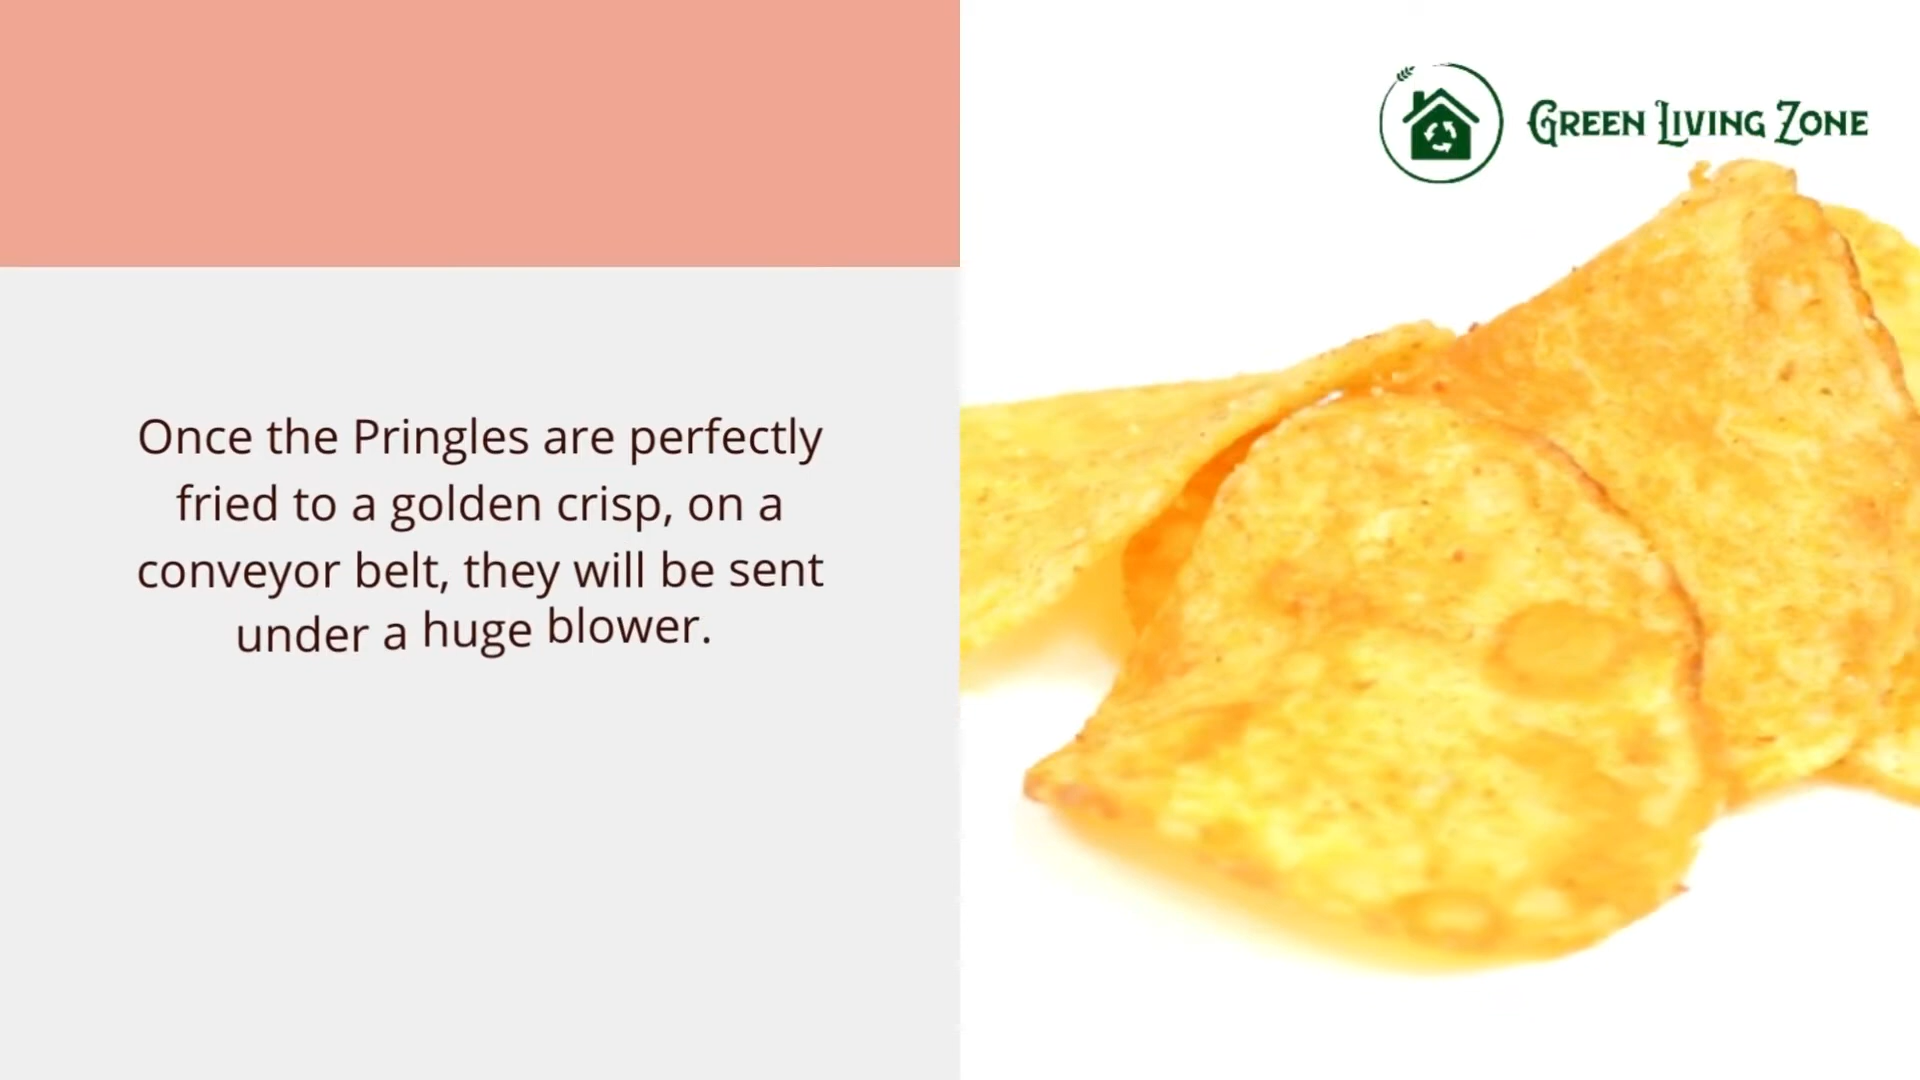 GREEN LIVING ZONE
Once the Pringles are perfectly
fried to a golden crisp, on a
conveyor belt, they will be sent
under a huge blower.